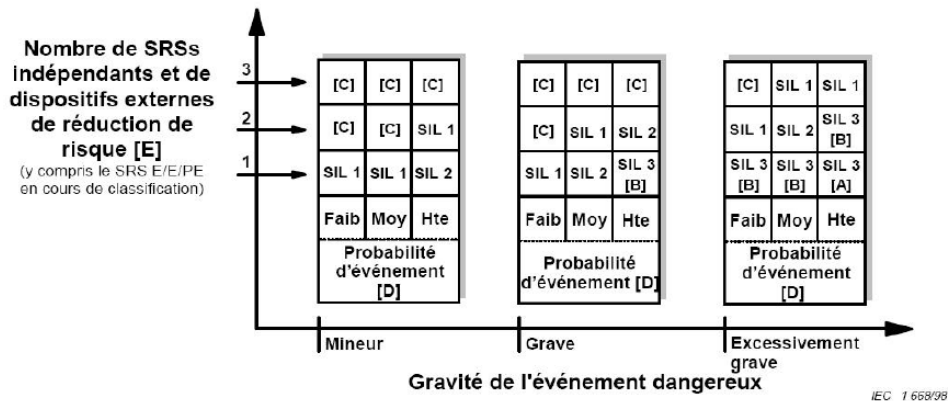 Nombre de SRSs
indépendants et de
dispositifs externes
de réduction de
risque [E]
(y compris le SRS E/E/PE
en cours de classification)
3
2
1
[C] [C] [C]
[C] [C] SIL 1
SIL 1 SIL 1 SIL 2
Faib Moy Hte
Probabilité
d'événement
[D]
[C] [C] [C]
[C] SIL 1 SIL 2
SIL 1 SIL 2 SIL 3
[B]
Faib Moy Hte
Probabilité
d'événement [D]
[C] SIL 1 SIL 1
SIL 1 SIL 2 SIL 3
[B]
SIL 3 SIL 3 SIL 3
[B] [B] [A]
Faib Moy Hte
Probabilité
d'événement
[D]
Mineur
Grave
Excessivement
grave
Gravité de l'événement dangereux
IEC 1 668/98